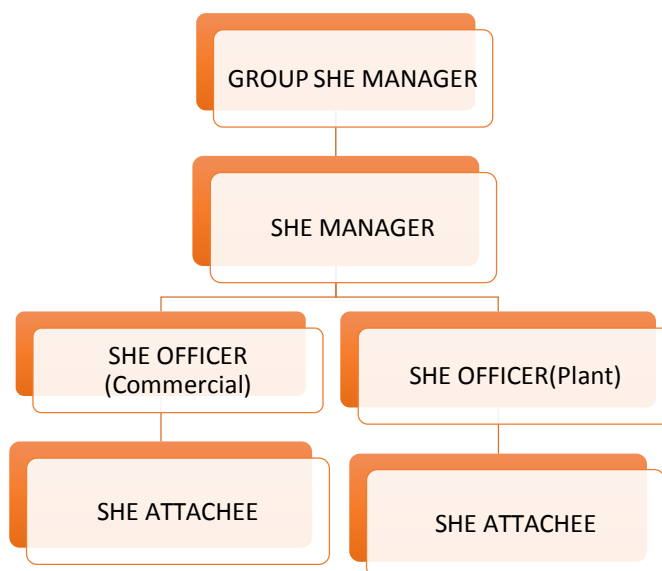 GROUP SHE MANAGER
SHE MANAGER
SHE OFFICER
(Commercial)
SHE OFFICER(Plant)
SHE ATTACHEE
SHE ATTACHEE